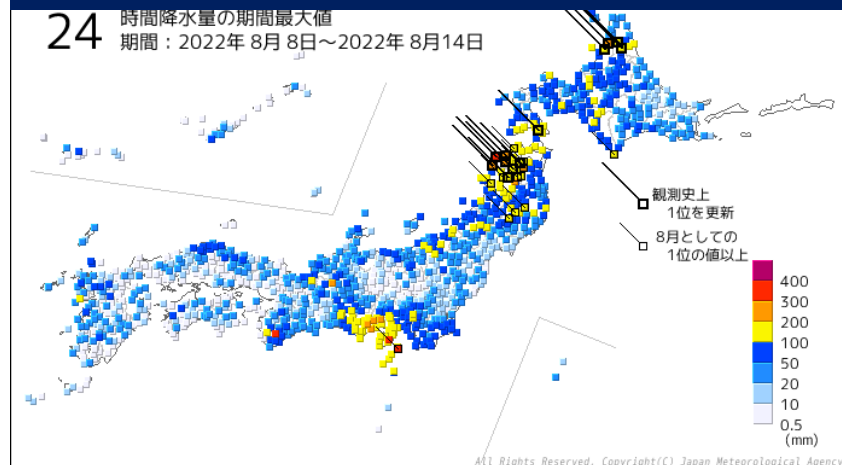 24 時間降水量の期間最大値
期間：2022年 8月 8日～2022年 8月14日
観測史上
1位を更新
8月としての
1位の値以上
400
300
200
100
50
20
10
0.5
(mm)
All Rights Reserved. Copyright(C) Japan Meteorological Agency